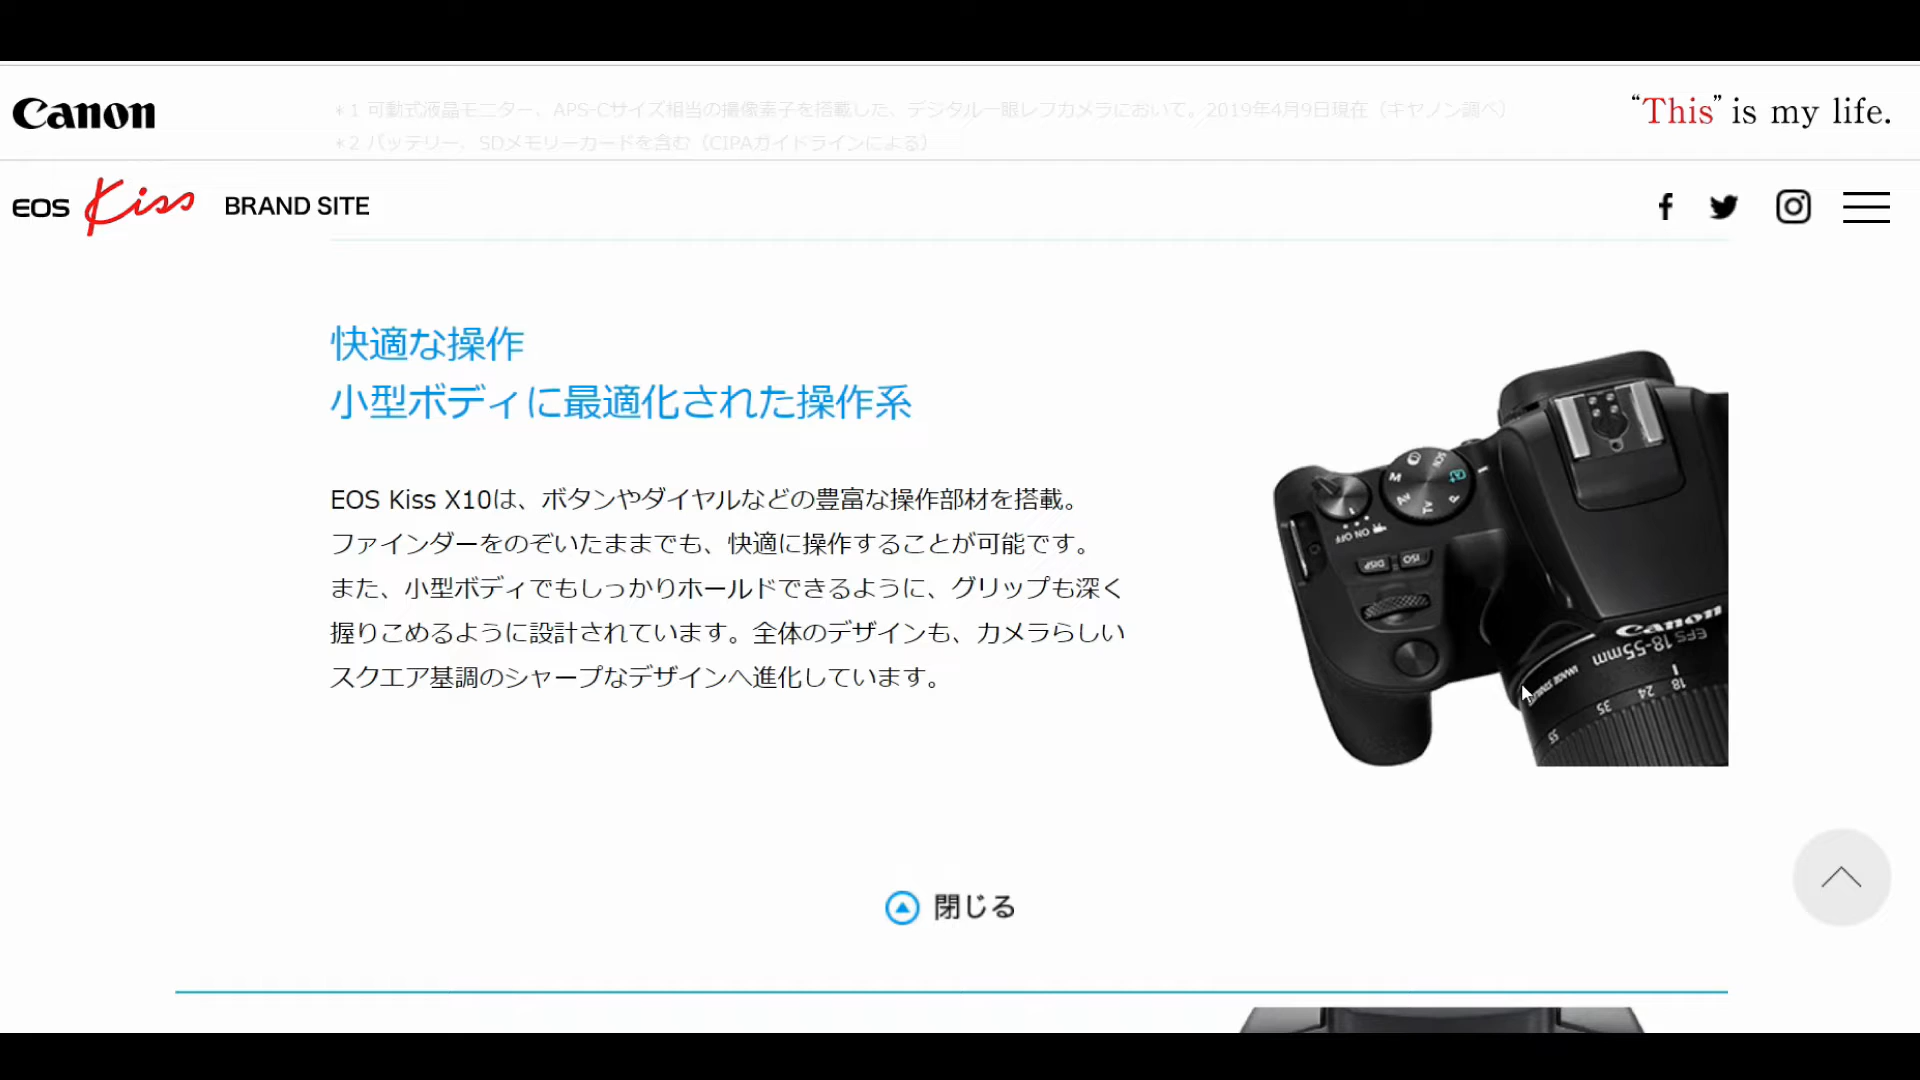 Canon
*1 可動式液晶モニター、APS-Cサイズ相当の撮像素子を搭載した、デジタル一眼レフカメラにおいて。2019年4月9日現在（キヤノン調べ）
*2 バッテリー、SDメモリーカードを含む（CIPAガイドラインによる）
“This” is my life.
EOS Kiss BRAND SITE
快適な操作
小型ボディに最適化された操作系
EOS Kiss X10は、ボタンやダイヤルなどの豊富な操作部材を搭載。
ファインダーをのぞいたままでも、快適に操作することが可能です。
また、小型ボディでもしっかりホールドできるように、グリップも深く
握りこめるように設計されています。全体のデザインも、カメラらしい
スクエア基調のシャープなデザインへ進化しています。
SCN
M
Av
Tv
P
OFF ON
DISP
ISO
Canon
EFS 18-55mm
18
24
35
55
閉じる